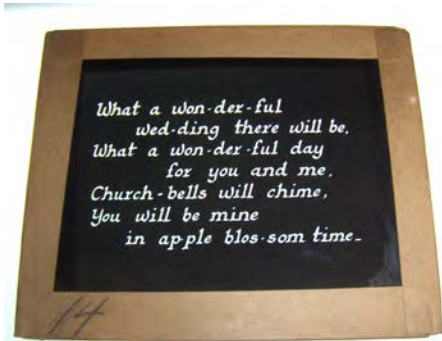 What a won-der-ful
wed-ding there will be,
What a won-der-ful day
for you and me,
Church-bells will chime,
You will be mine
in ap-ple blos-som time_
14